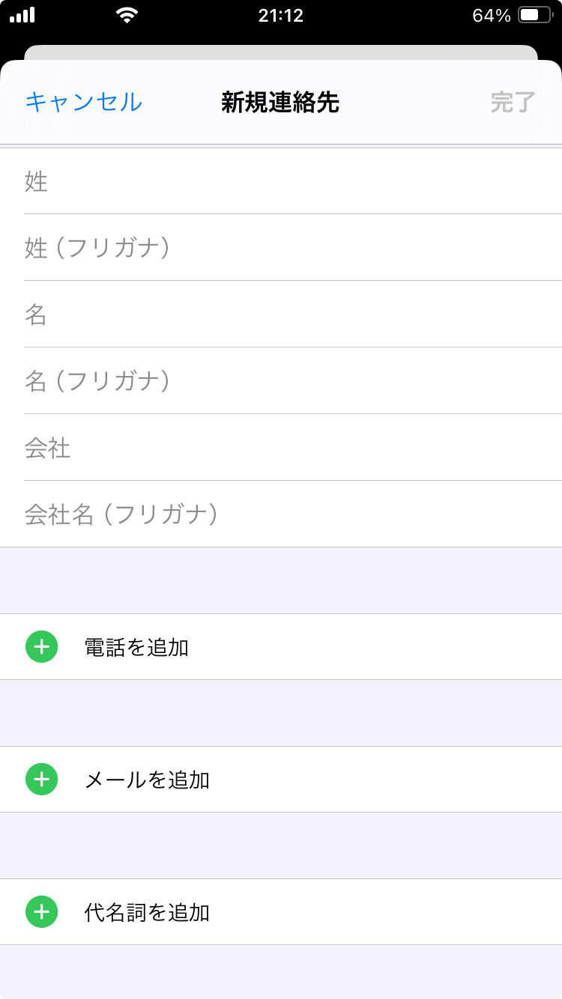 21:12 64%
キャンセル 新規連絡先 完了
姓
姓（フリガナ）
名
名（フリガナ）
会社
会社名（フリガナ）
電話を追加
メールを追加
代名詞を追加